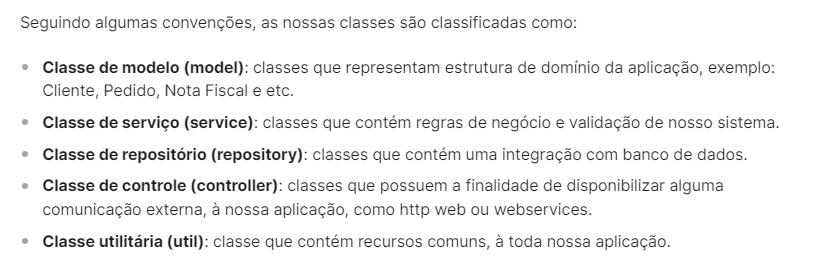 Seguindo algumas convenções, as nossas classes são classificadas como:
• Classe de modelo (model): classes que representam estrutura de domínio da aplicação, exemplo:
Cliente, Pedido, Nota Fiscal e etc.
• Classe de serviço (service): classes que contém regras de negócio e validação de nosso sistema.
• Classe de repositório (repository): classes que contém uma integração com banco de dados.
• Classe de controle (controller): classes que possuem a finalidade de disponibilizar alguma
comunicação externa, à nossa aplicação, como http web ou webservices.
• Classe utilitária (util): classe que contém recursos comuns, à toda nossa aplicação.